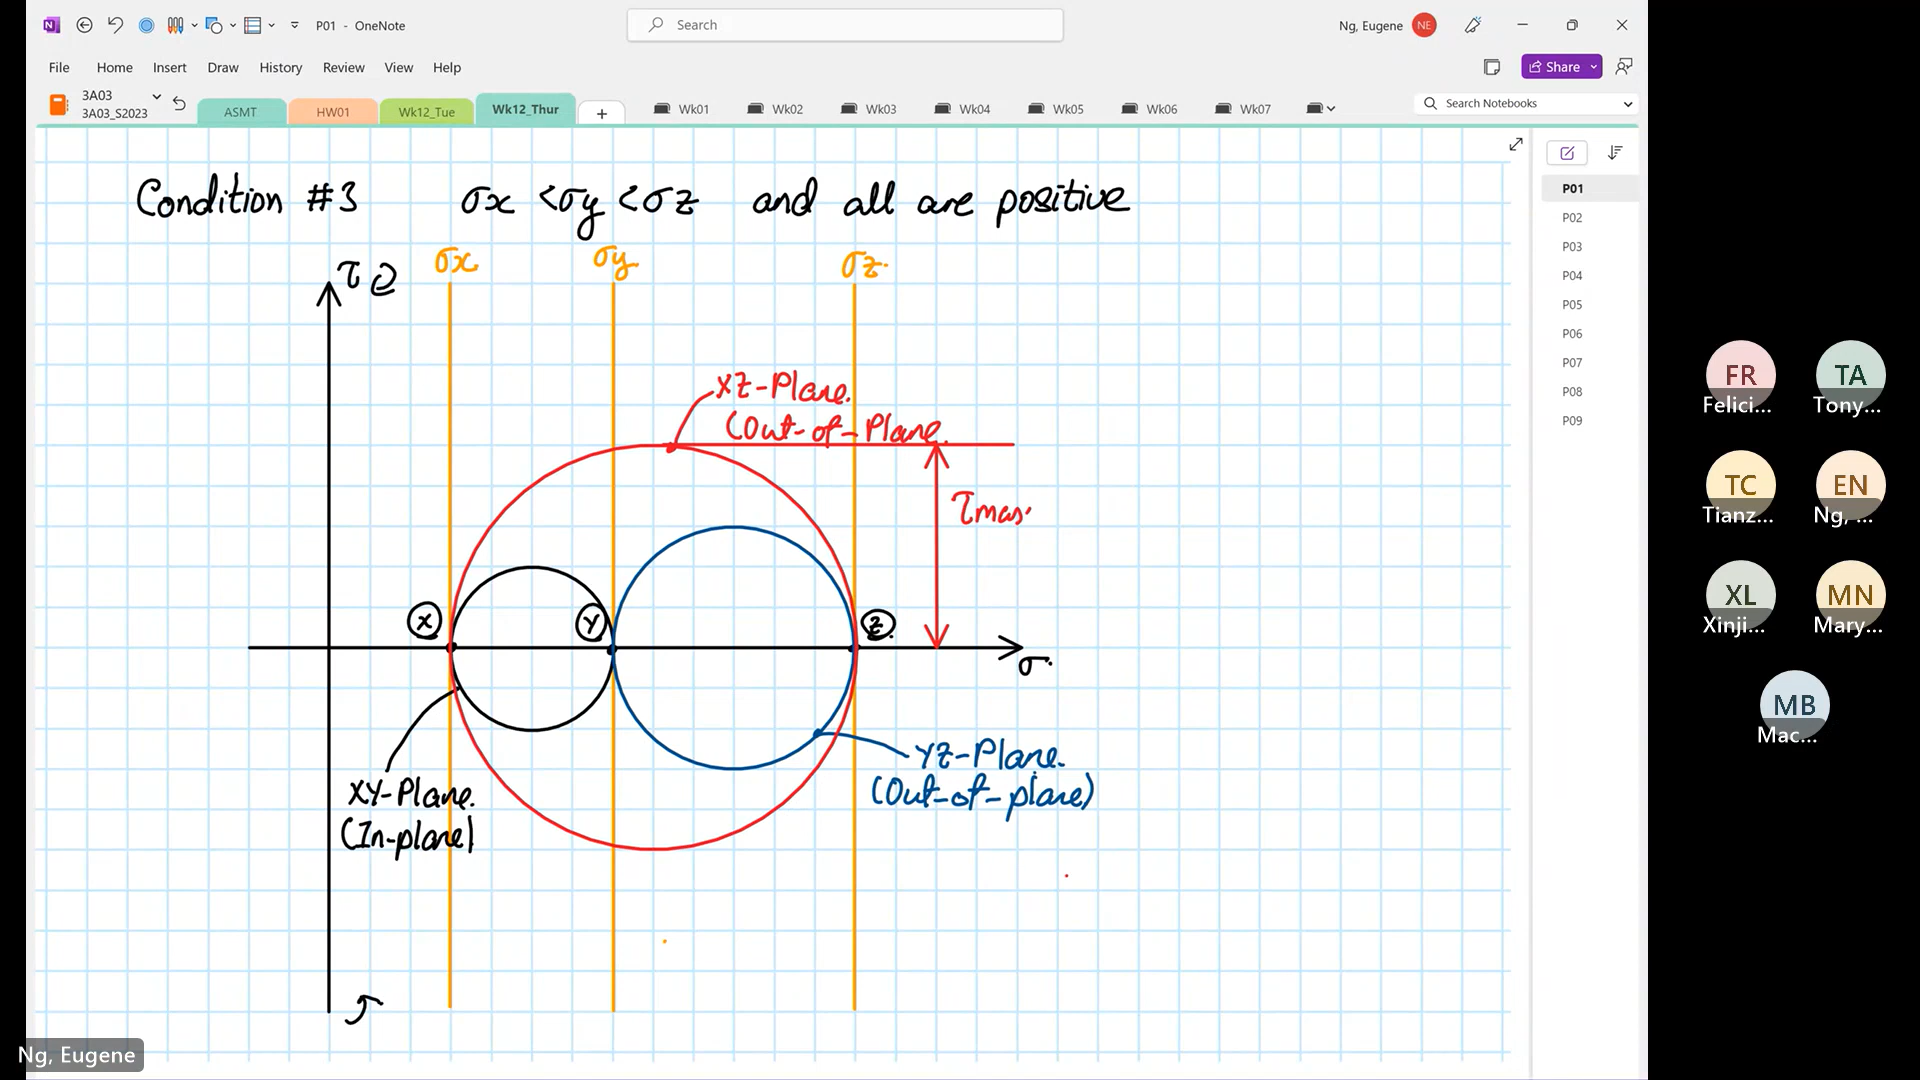 P01 - OneNote
Search
Ng, Eugene
NE
File
Home
Insert
Draw
History
Review
View
Help
Share
3A03
3A03_S2023
ASMT
HW01
Wk12_Tue
Wk12_Thur
Wk01
Wk02
Wk03
Wk04
Wk05
Wk06
Wk07
Search Notebooks
Condition #3 σx < σy < σz and all are positive
τ
σx
σy
σz
XZ-Plane.
(Out-of-Plane.
τmax.
X
Y
Z
σ.
XY-Plane.
(In-plane)
YZ-Plane.
(Out-of-plane)
P01
P02
P03
P04
P05
P06
P07
P08
P09
FR
Felici...
TA
Tony...
TC
Tianz...
EN
Ng, ...
XL
Xinji...
MN
Mary...
MB
Mac...
Ng, Eugene